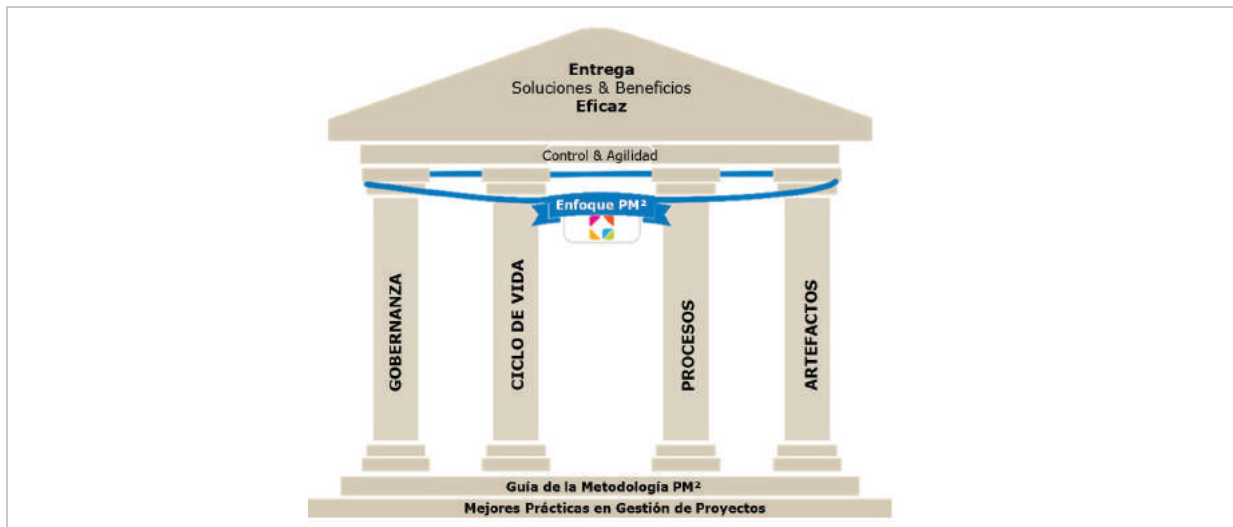 Entrega
Soluciones & Beneficios
Eficaz
Control & Agilidad
Enfoque PM²
GOBERNANZA
CICLO DE VIDA
PROCESOS
ARTEFACTOS
Guía de la Metodología PM²
Mejores Prácticas en Gestión de Proyectos